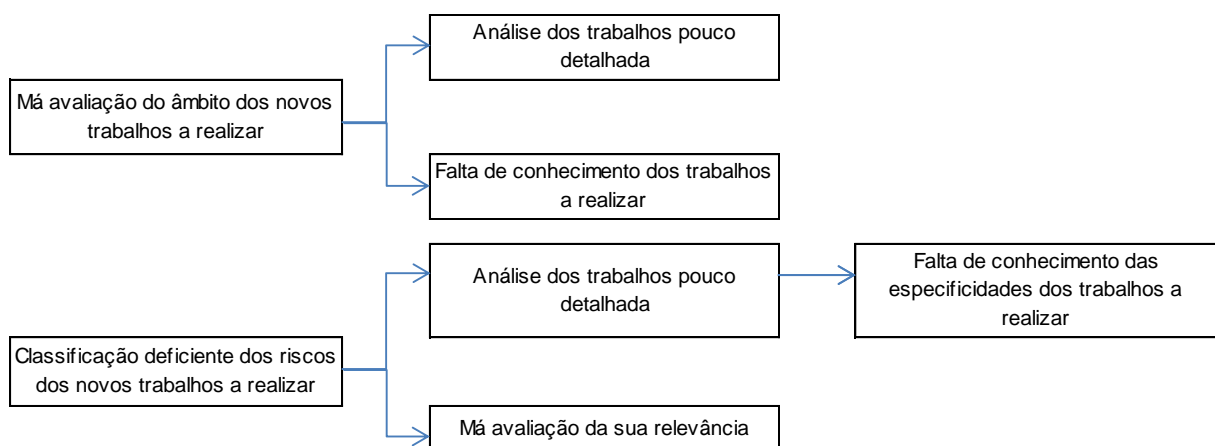 Análise dos trabalhos pouco
detalhada
Má avaliação do âmbito dos novos
trabalhos a realizar
Falta de conhecimento dos trabalhos
a realizar
Análise dos trabalhos pouco
detalhada
Falta de conhecimento das
especificidades dos trabalhos a
realizar
Classificação deficiente dos riscos
dos novos trabalhos a realizar
Má avaliação da sua relevância